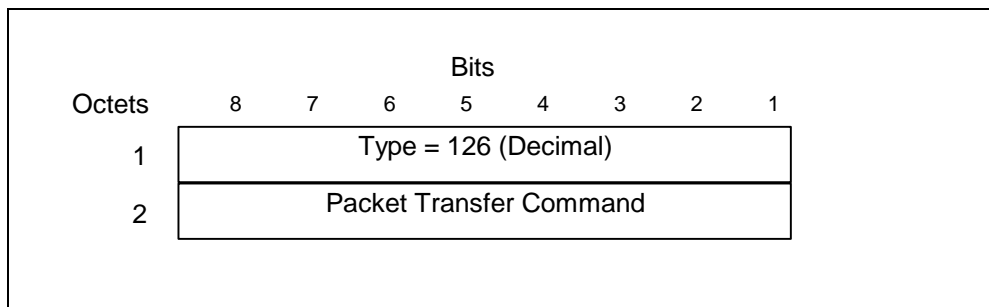 Bits
Octets 8 7 6 5 4 3 2 1
1 Type = 126 (Decimal)
2 Packet Transfer Command